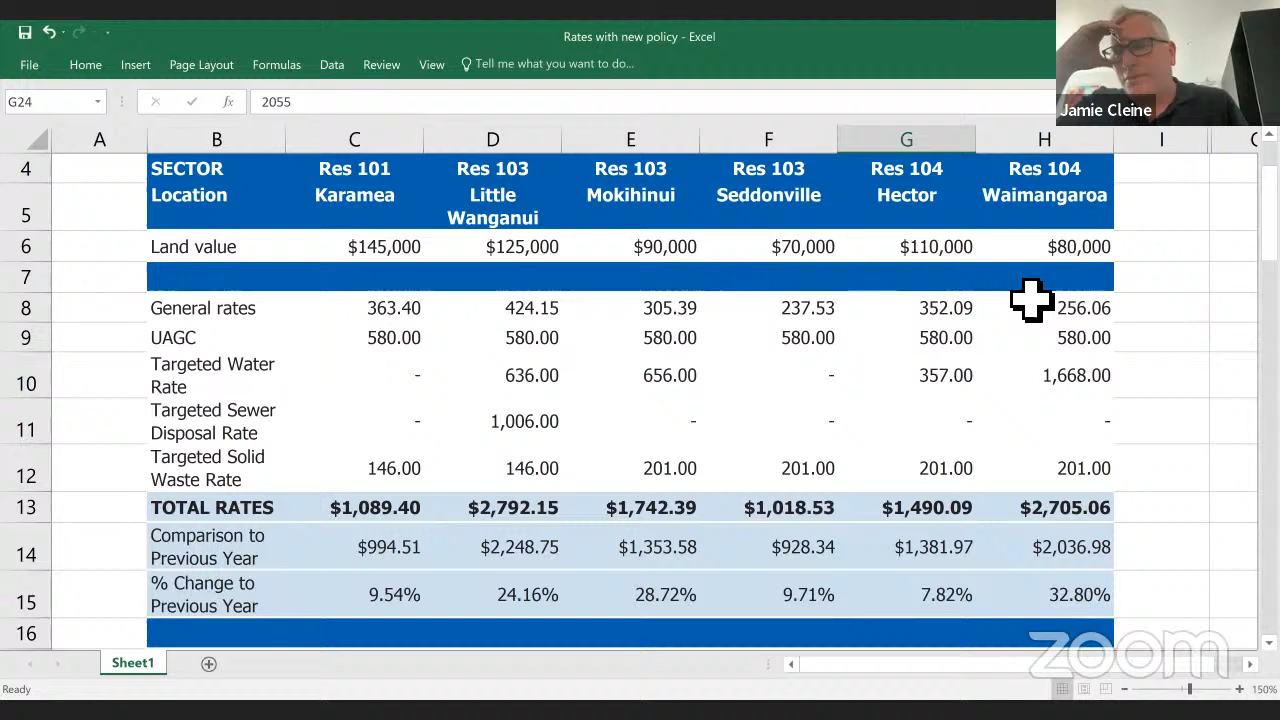 Rates with new policy - Excel
File Home Insert Page Layout Formulas Data Review View Tell me what you want to do...
Jamie Cleine
G24 fx 2055
A B C D E F G H I
4 SECTOR Res 101 Res 103 Res 103 Res 103 Res 104 Res 104
5 Location Karamea Little Wanganui Mokihinui Seddonville Hector Waimangaroa
6 Land value $145,000 $125,000 $90,000 $70,000 $110,000 $80,000
7
8 General rates 363.40 424.15 305.39 237.53 352.09 256.06
9 UAGC 580.00 580.00 580.00 580.00 580.00 580.00
10 Targeted Water Rate - 636.00 656.00 - 357.00 1,668.00
11 Targeted Sewer Disposal Rate - 1,006.00 - - - -
12 Targeted Solid Waste Rate 146.00 146.00 201.00 201.00 201.00 201.00
13 TOTAL RATES $1,089.40 $2,792.15 $1,742.39 $1,018.53 $1,490.09 $2,705.06
14 Comparison to Previous Year $994.51 $2,248.75 $1,353.58 $928.34 $1,381.97 $2,036.98
15 % Change to Previous Year 9.54% 24.16% 28.72% 9.71% 7.82% 32.80%
16
zoom
Sheet1
Ready 150%